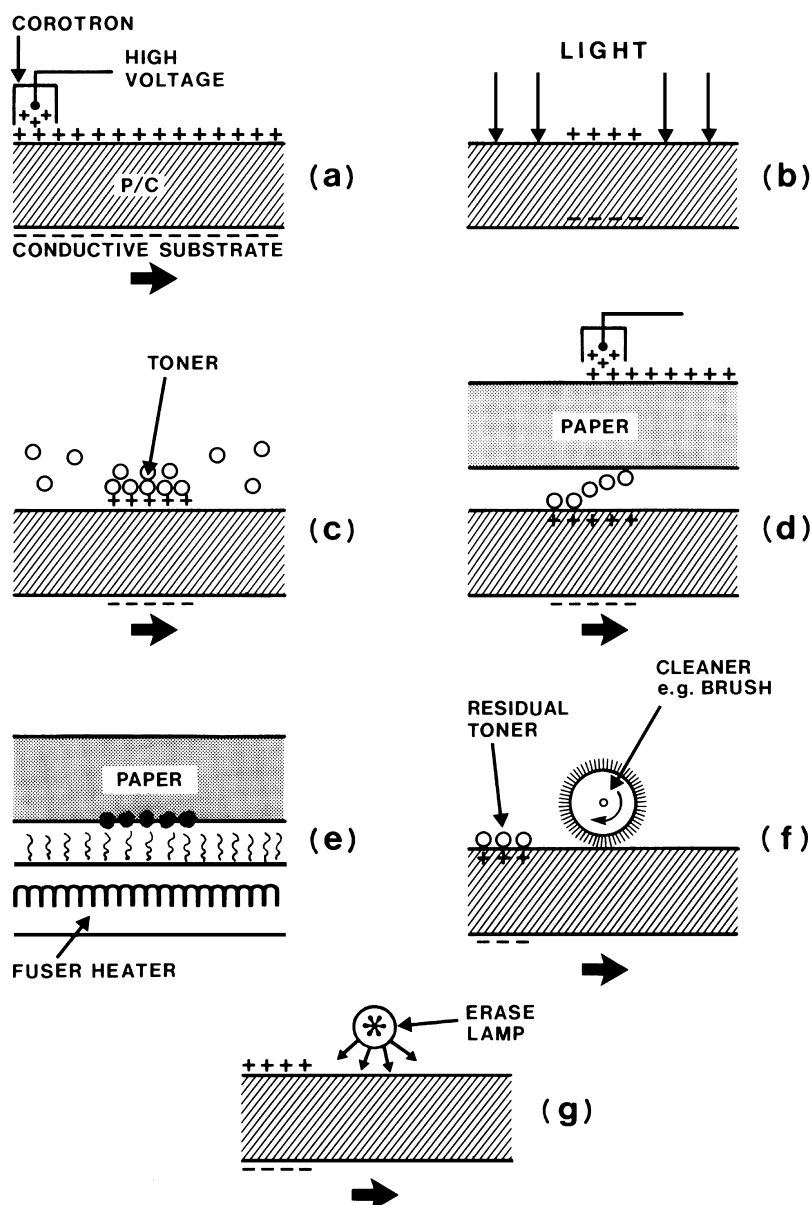 COROTRON
HIGH
VOLTAGE
+ + + + +
+ + + + + + + + + + + + + +
P/C
(a)
CONDUCTIVE SUBSTRATE
LIGHT
+ + + +
(b)
TONER
+ + + + +
(c)
+ + + + +
+ + + + + + + +
PAPER
+ + + + +
(d)
PAPER
(e)
FUSER HEATER
CLEANER
e.g. BRUSH
RESIDUAL
TONER
+ + +
(f)
ERASE
LAMP
+ + + +
(g)